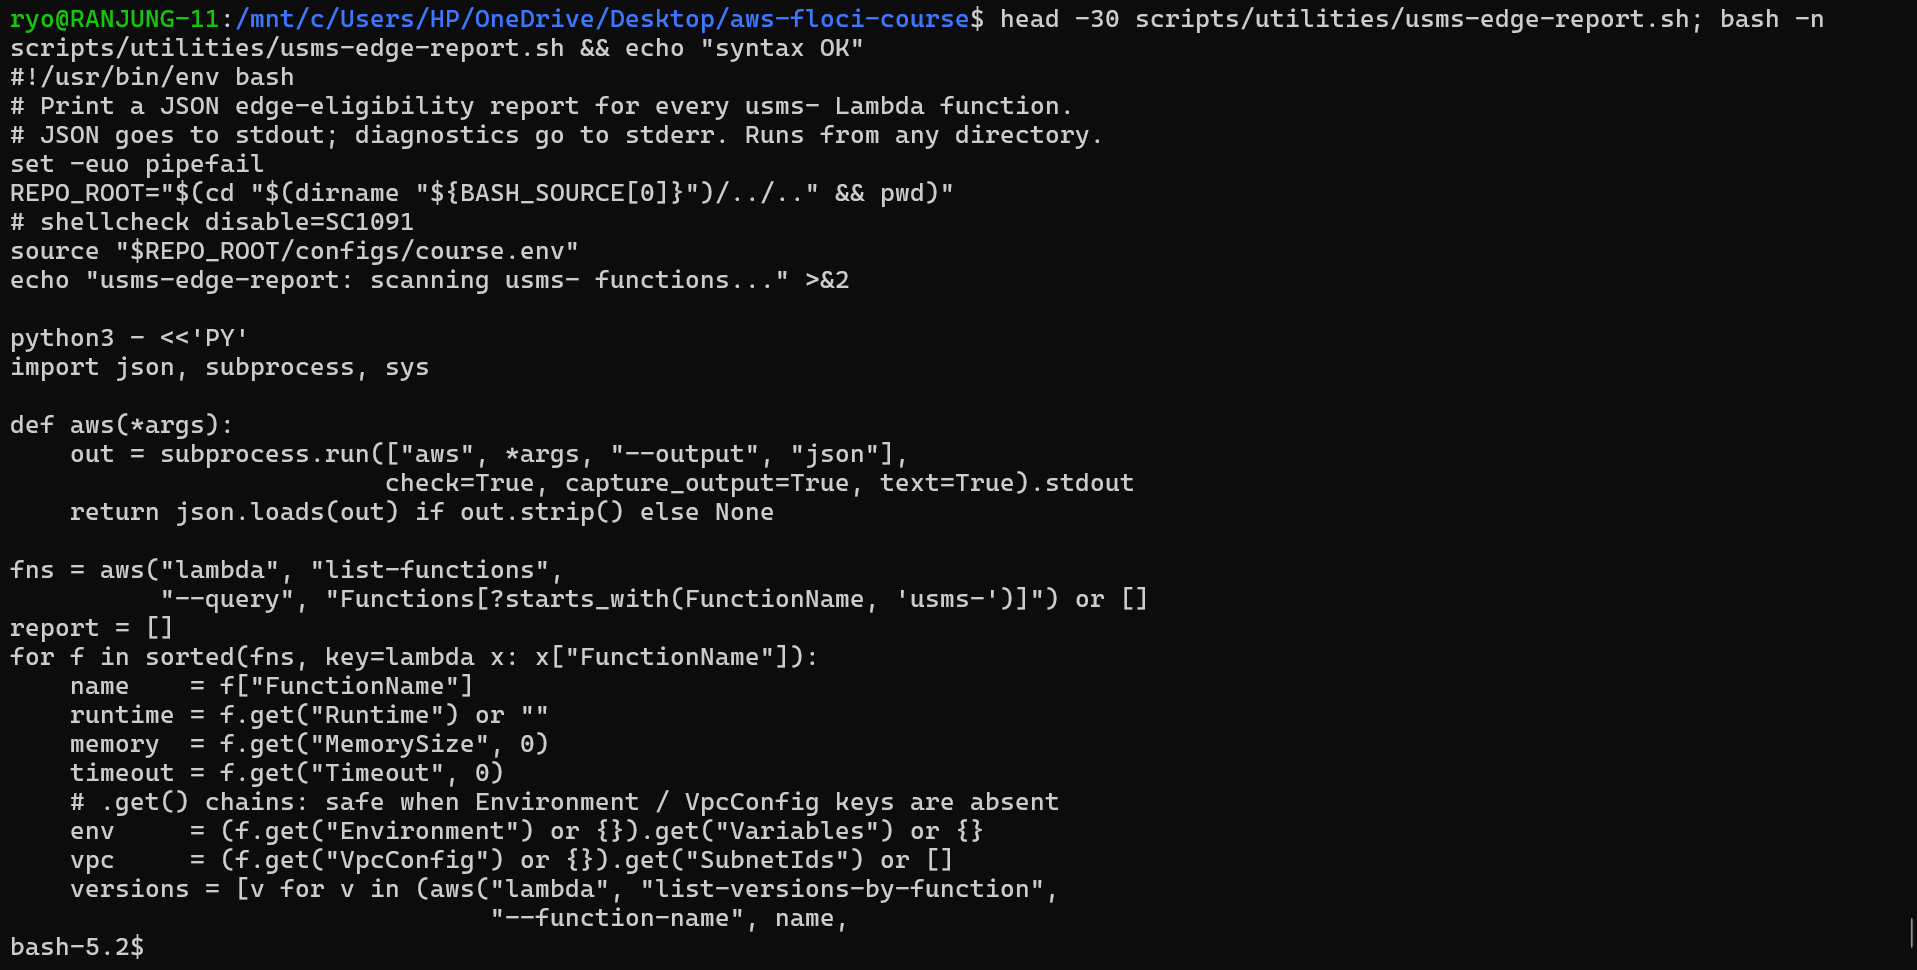 ryo@RANJUNG-11:/mnt/c/Users/HP/OneDrive/Desktop/aws-floci-course$ head -30 scripts/utilities/usms-edge-report.sh; bash -n
scripts/utilities/usms-edge-report.sh && echo "syntax OK"
#!/usr/bin/env bash
# Print a JSON edge-eligibility report for every usms- Lambda function.
# JSON goes to stdout; diagnostics go to stderr. Runs from any directory.
set -euo pipefail
REPO_ROOT="$(cd "$(dirname "${BASH_SOURCE[0]}")/../.." && pwd)"
# shellcheck disable=SC1091
source "$REPO_ROOT/configs/course.env"
echo "usms-edge-report: scanning usms- functions..." >&2

python3 - <<'PY'
import json, subprocess, sys

def aws(*args):
    out = subprocess.run(["aws", *args, "--output", "json"],
                         check=True, capture_output=True, text=True).stdout
    return json.loads(out) if out.strip() else None

fns = aws("lambda", "list-functions",
          "--query", "Functions[?starts_with(FunctionName, 'usms-')]") or []
report = []
for f in sorted(fns, key=lambda x: x["FunctionName"]):
    name    = f["FunctionName"]
    runtime = f.get("Runtime") or ""
    memory  = f.get("MemorySize", 0)
    timeout = f.get("Timeout", 0)
    # .get() chains: safe when Environment / VpcConfig keys are absent
    env     = (f.get("Environment") or {}).get("Variables") or {}
    vpc     = (f.get("VpcConfig") or {}).get("SubnetIds") or []
    versions = [v for v in (aws("lambda", "list-versions-by-function",
                                "--function-name", name,
bash-5.2$